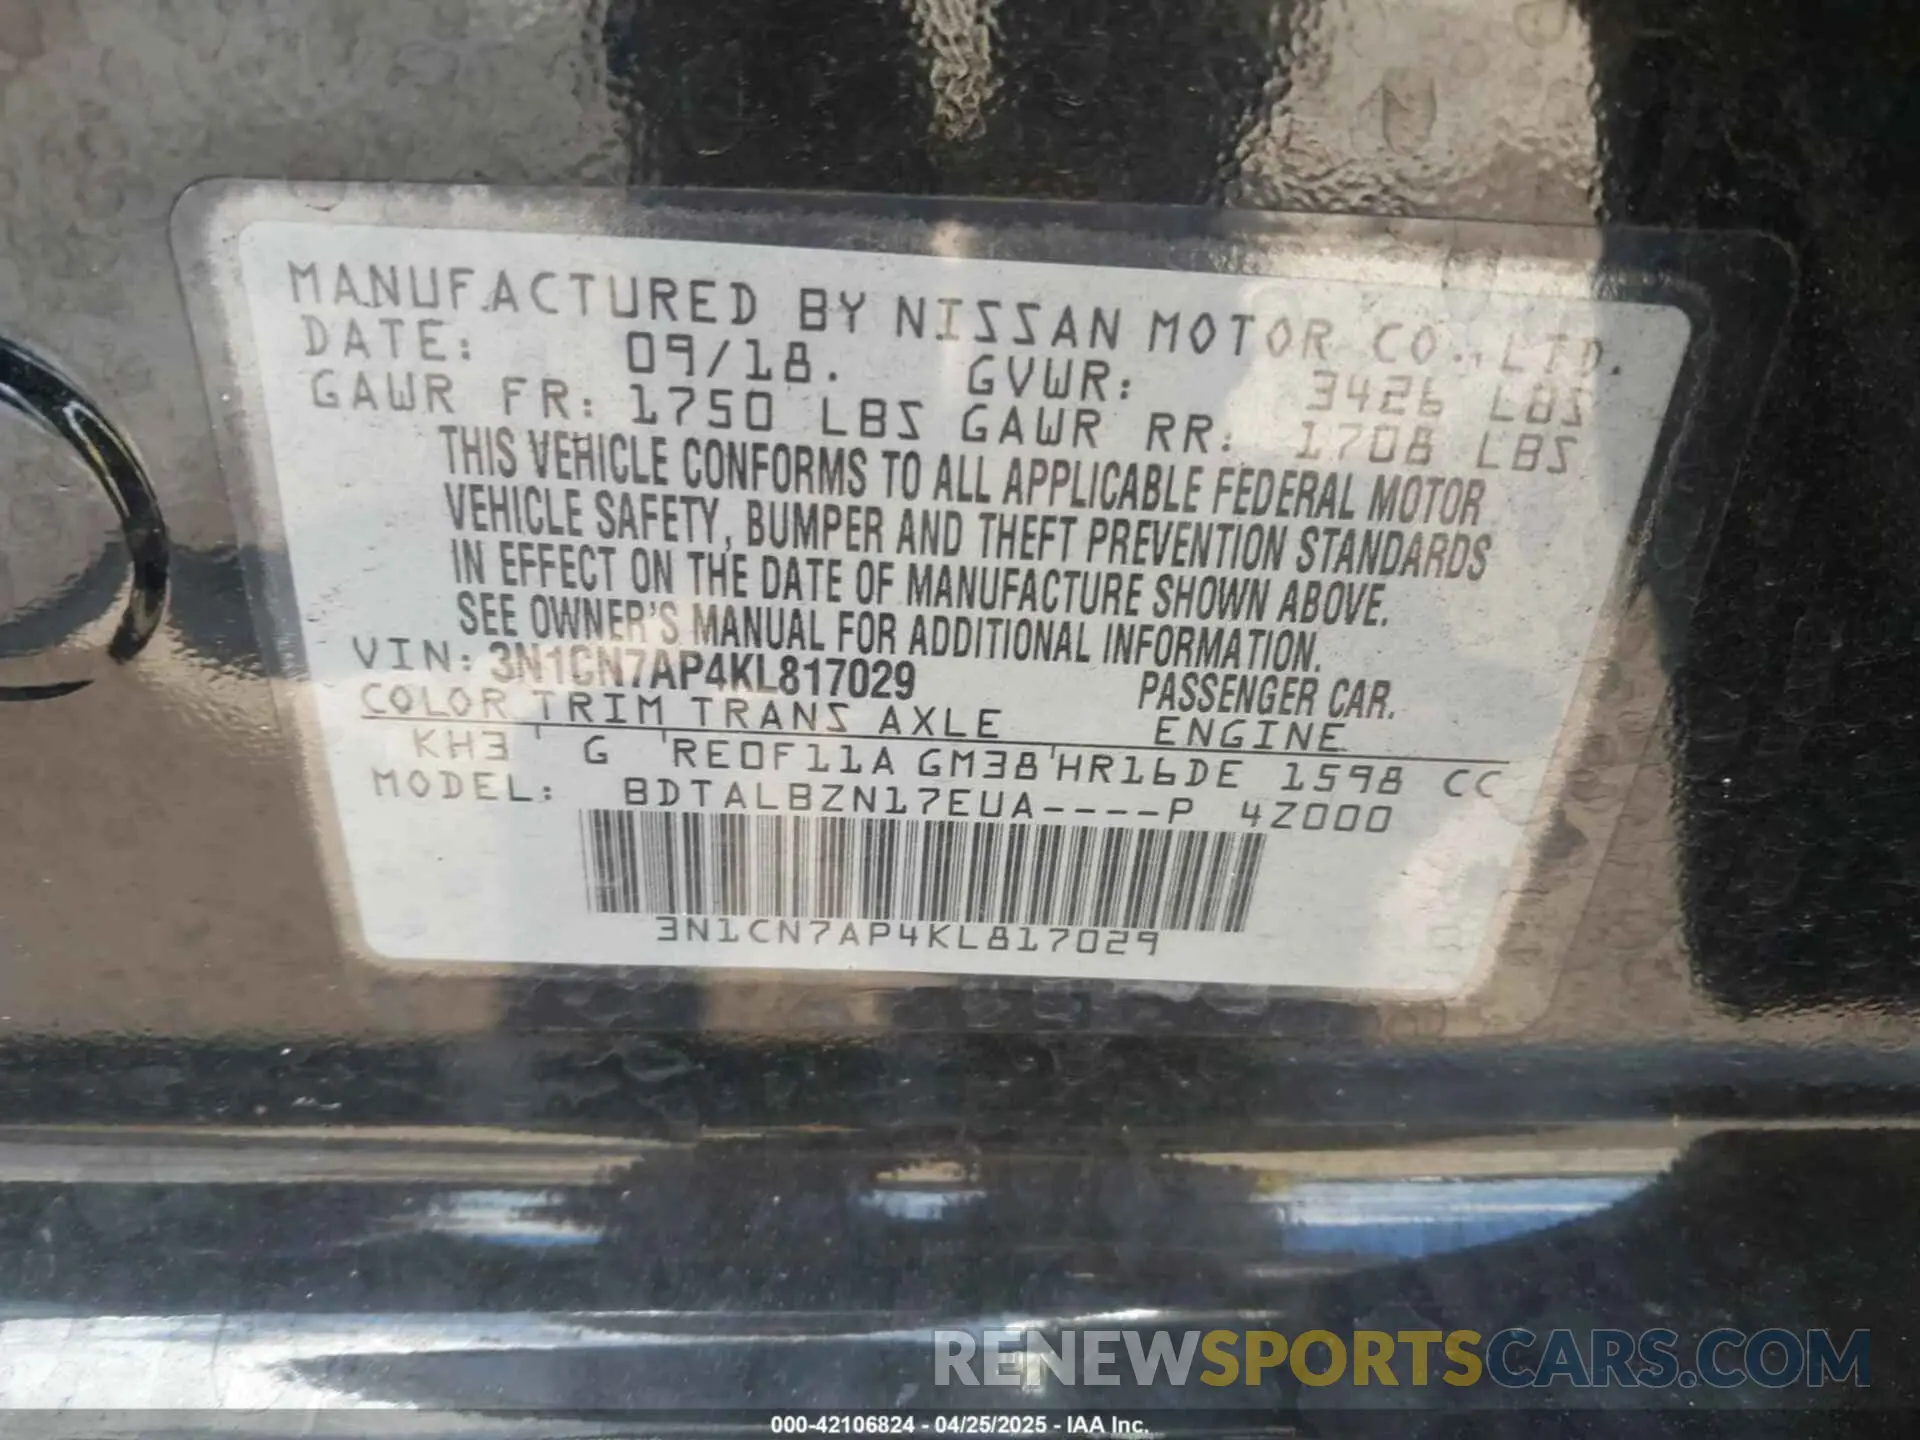 MANUFACTURED BY NISSAN MOTOR CO., LTD.
DATE: 09/18. GVWR: 3426 LBS
GAWR FR: 1750 LBS GAWR RR: 1708 LBS
THIS VEHICLE CONFORMS TO ALL APPLICABLE FEDERAL MOTOR
VEHICLE SAFETY, BUMPER AND THEFT PREVENTION STANDARDS
IN EFFECT ON THE DATE OF MANUFACTURE SHOWN ABOVE.
SEE OWNER'S MANUAL FOR ADDITIONAL INFORMATION.
VIN: 3N1CN7AP4KL817029 PASSENGER CAR.
COLOR TRIM TRANS AXLE ENGINE
KH3 G RE0F11A GM38 HR16DE 1598 CC
MODEL: BDTALBZN17EUA----P 4Z000
3N1CN7AP4KL817029
RENEWSPORTSCARS.COM
000-42106824 - 04/25/2025 - IAA Inc.